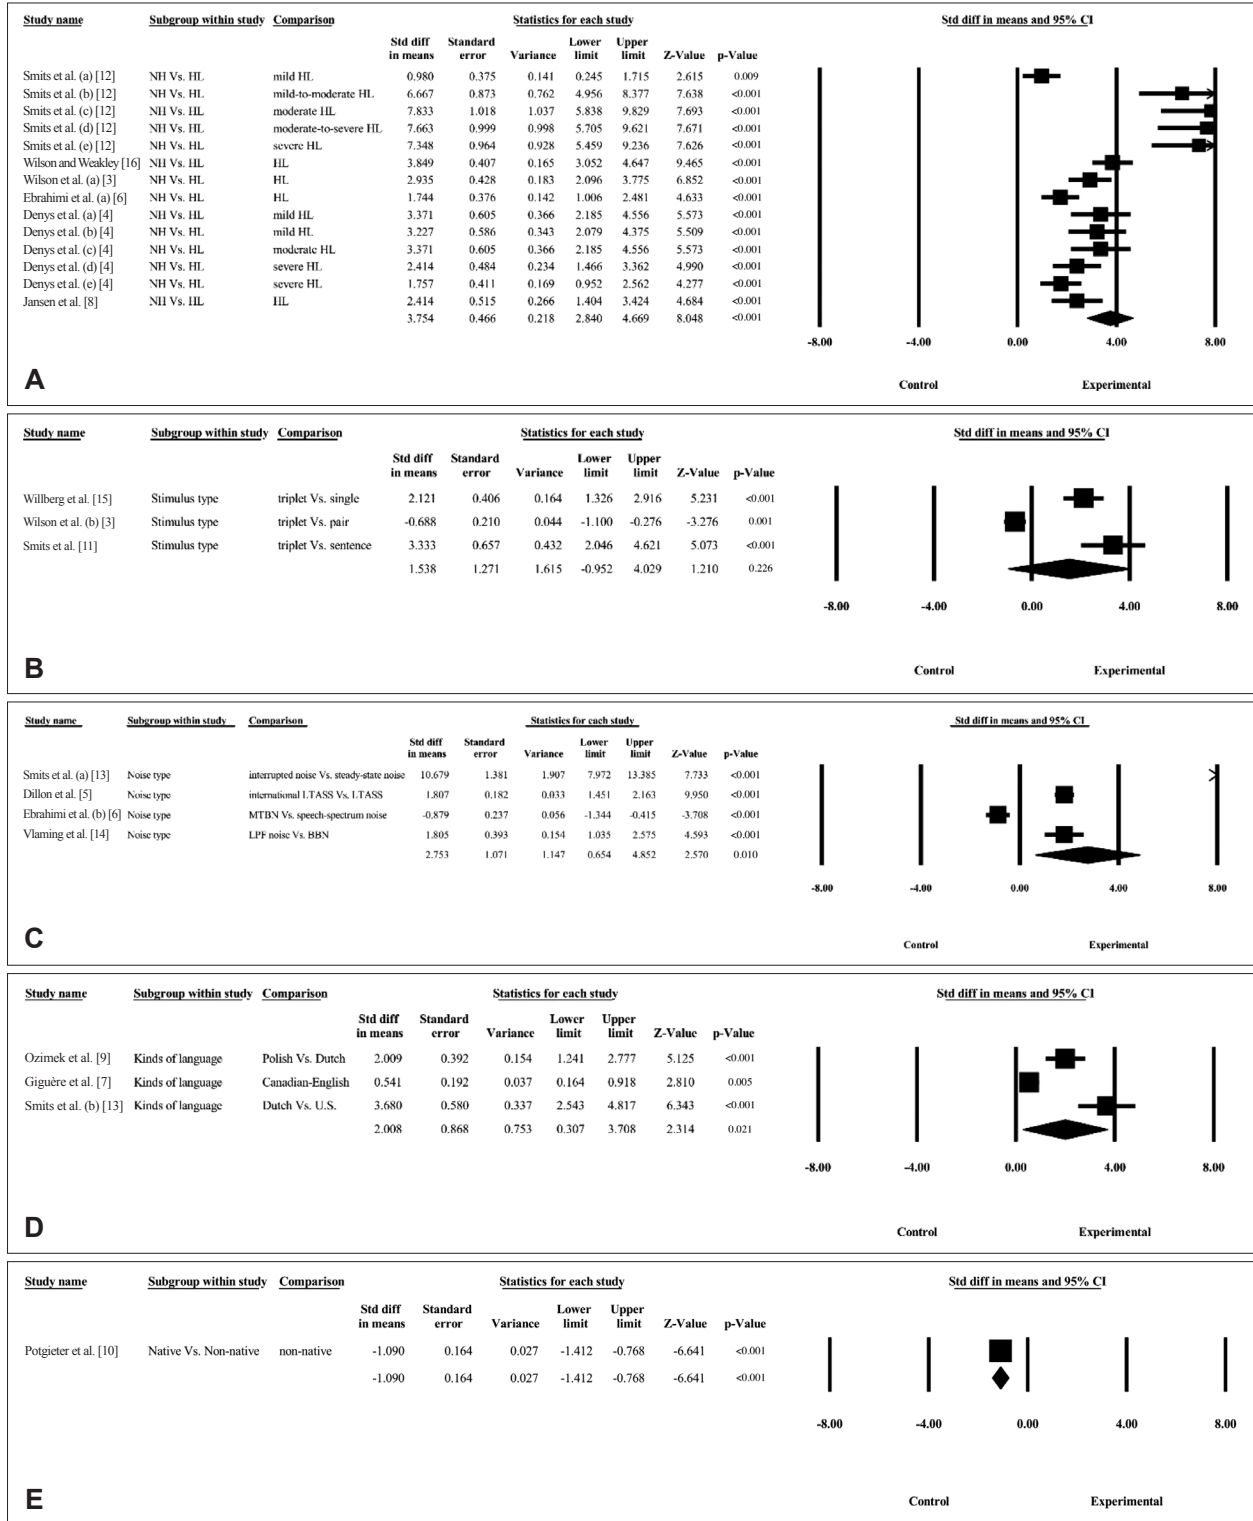 Study name Subgroup within study Comparison Statistics for each study Std diff in means and 95% CI
Std diff in means Standard error Variance Lower limit Upper limit Z-Value p-Value
Smits et al. (a) [12] NH Vs. HL mild HL 0.980 0.375 0.141 0.245 1.715 2.615 0.009
Smits et al. (b) [12] NH Vs. HL mild-to-moderate HL 6.667 0.873 0.762 4.956 8.377 7.638 <0.001
Smits et al. (c) [12] NH Vs. HL moderate HL 7.833 1.018 1.037 5.838 9.829 7.693 <0.001
Smits et al. (d) [12] NH Vs. HL moderate-to-severe HL 7.663 0.999 0.998 5.705 9.621 7.671 <0.001
Smits et al. (e) [12] NH Vs. HL severe HL 7.348 0.964 0.928 5.459 9.236 7.626 <0.001
Wilson and Weakley [16] NH Vs. HL HL 3.849 0.407 0.165 3.052 4.647 9.465 <0.001
Wilson et al. (a) [3] NH Vs. HL HL 2.935 0.428 0.183 2.096 3.775 6.852 <0.001
Ebrahimi et al. (a) [6] NH Vs. HL HL 1.744 0.376 0.142 1.006 2.481 4.633 <0.001
Denys et al. (a) [4] NH Vs. HL mild HL 3.371 0.605 0.366 2.185 4.556 5.573 <0.001
Denys et al. (b) [4] NH Vs. HL mild HL 3.227 0.586 0.343 2.079 4.375 5.509 <0.001
Denys et al. (c) [4] NH Vs. HL moderate HL 3.371 0.605 0.366 2.185 4.556 5.573 <0.001
Denys et al. (d) [4] NH Vs. HL severe HL 2.414 0.484 0.234 1.466 3.362 4.990 <0.001
Denys et al. (e) [4] NH Vs. HL severe HL 1.757 0.411 0.169 0.952 2.562 4.277 <0.001
Jansen et al. [8] NH Vs. HL HL 2.414 0.515 0.266 1.404 3.424 4.684 <0.001
3.754 0.466 0.218 2.840 4.669 8.048 <0.001
-8.00 -4.00 0.00 4.00 8.00
Control Experimental
A
Study name Subgroup within study Comparison Statistics for each study Std diff in means and 95% CI
Std diff in means Standard error Variance Lower limit Upper limit Z-Value p-Value
Willberg et al. [15] Stimulus type triplet Vs. single 2.121 0.406 0.164 1.326 2.916 5.231 <0.001
Wilson et al. (b) [3] Stimulus type triplet Vs. pair -0.688 0.210 0.044 -1.100 -0.276 -3.276 0.001
Smits et al. [11] Stimulus type triplet Vs. sentence 3.333 0.657 0.432 2.046 4.621 5.073 <0.001
1.538 1.271 1.615 -0.952 4.029 1.210 0.226
-8.00 -4.00 0.00 4.00 8.00
Control Experimental
B
Study name Subgroup within study Comparison Statistics for each study Std diff in means and 95% CI
Std diff in means Standard error Variance Lower limit Upper limit Z-Value p-Value
Smits et al. (a) [13] Noise type interrupted noise Vs. steady-state noise 10.679 1.381 1.907 7.972 13.385 7.733 <0.001
Dillon et al. [5] Noise type international LTASS Vs. LTASS 1.807 0.182 0.033 1.451 2.163 9.950 <0.001
Ebrahimi et al. (b) [6] Noise type MTBN Vs. speech-spectrum noise -0.879 0.237 0.056 -1.344 -0.415 -3.708 <0.001
Vlaming et al. [14] Noise type LPF noise Vs. BBN 1.805 0.393 0.154 1.035 2.575 4.593 <0.001
2.753 1.071 1.147 0.654 4.852 2.570 0.010
-8.00 -4.00 0.00 4.00 8.00
Control Experimental
C
Study name Subgroup within study Comparison Statistics for each study Std diff in means and 95% CI
Std diff in means Standard error Variance Lower limit Upper limit Z-Value p-Value
Ozimek et al. [9] Kinds of language Polish Vs. Dutch 2.009 0.392 0.154 1.241 2.777 5.125 <0.001
Giguère et al. [7] Kinds of language Canadian-English 0.541 0.192 0.037 0.164 0.918 2.810 0.005
Smits et al. (b) [13] Kinds of language Dutch Vs. U.S. 3.680 0.580 0.337 2.543 4.817 6.343 <0.001
2.008 0.868 0.753 0.307 3.708 2.314 0.021
-8.00 -4.00 0.00 4.00 8.00
Control Experimental
D
Study name Subgroup within study Comparison Statistics for each study Std diff in means and 95% CI
Std diff in means Standard error Variance Lower limit Upper limit Z-Value p-Value
Potgieter et al. [10] Native Vs. Non-native non-native -1.090 0.164 0.027 -1.412 -0.768 -6.641 <0.001
-1.090 0.164 0.027 -1.412 -0.768 -6.641 <0.001
-8.00 -4.00 0.00 4.00 8.00
Control Experimental
E